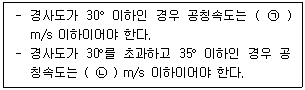 - 경사도가 30° 이하인 경우 공칭속도는 ( ㉠ )
m/s 이하이어야 한다.
- 경사도가 30°를 초과하고 35° 이하인 경우 공
칭속도는 ( ㉡ ) m/s 이하이어야 한다.